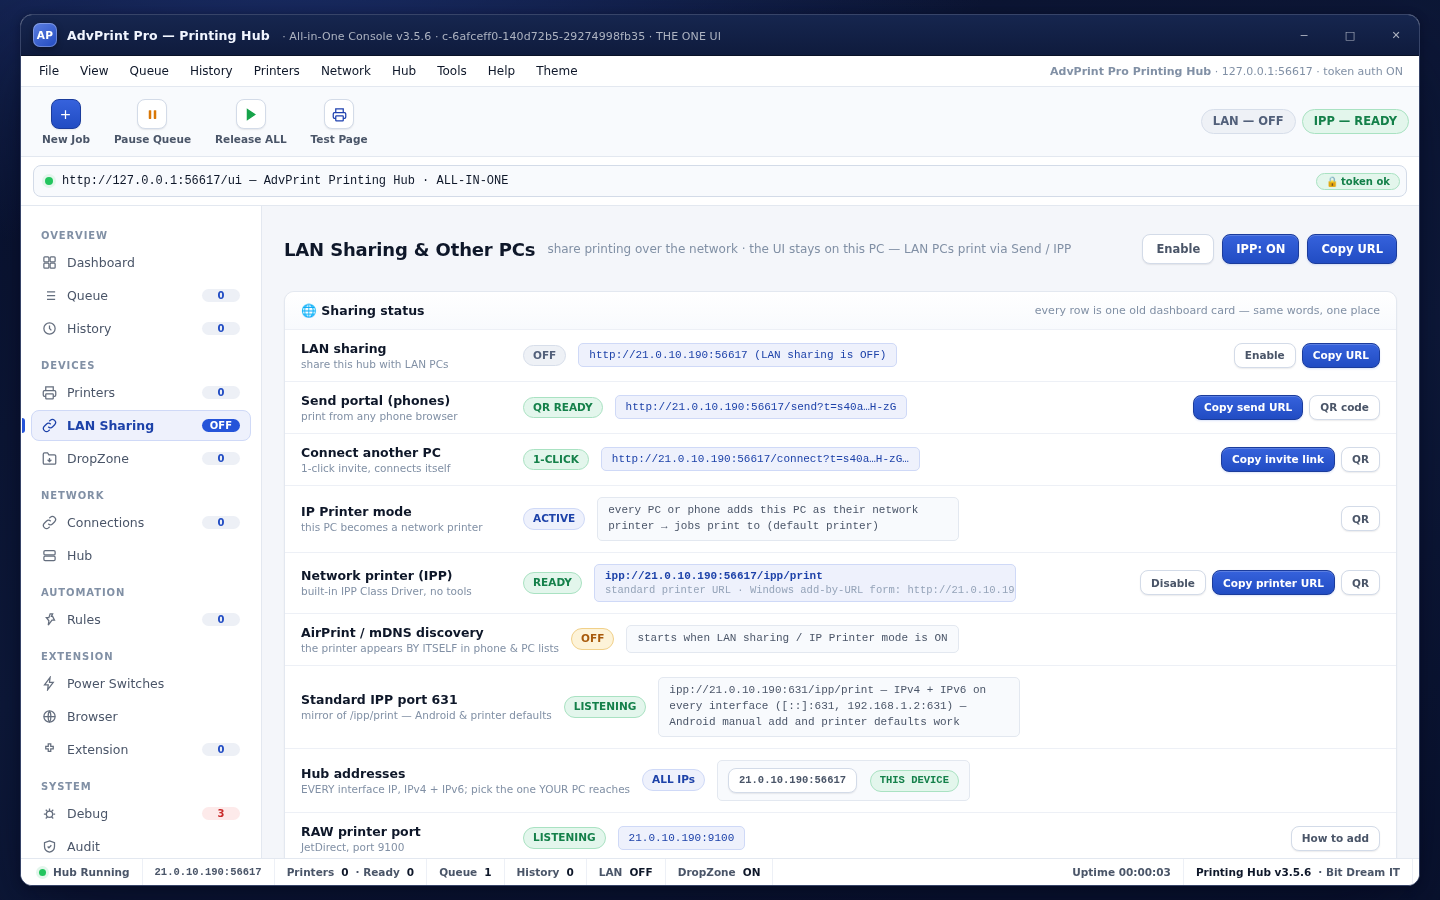 AP AdvPrint Pro — Printing Hub · All-in-One Console v3.5.6 · c-6afceff0-140d72b5-29274998fb35 · THE ONE UI
File View Queue History Printers Network Hub Tools Help Theme AdvPrint Pro Printing Hub · 127.0.0.1:56617 · token auth ON
New Job Pause Queue Release ALL Test Page LAN — OFF IPP — READY
http://127.0.0.1:56617/ui — AdvPrint Printing Hub · ALL-IN-ONE 🔒 token ok
OVERVIEW
Dashboard
Queue 0
History 0
DEVICES
Printers 0
LAN Sharing OFF
DropZone 0
NETWORK
Connections 0
Hub
AUTOMATION
Rules 0
EXTENSION
Power Switches
Browser
Extension 0
SYSTEM
Debug 3
Audit
LAN Sharing & Other PCs share printing over the network · the UI stays on this PC — LAN PCs print via Send / IPP Enable IPP: ON Copy URL
🌐 Sharing status every row is one old dashboard card — same words, one place
LAN sharing
share this hub with LAN PCs
OFF http://21.0.10.190:56617 (LAN sharing is OFF) Enable Copy URL
Send portal (phones)
print from any phone browser
QR READY http://21.0.10.190:56617/send?t=s40a…H-zG Copy send URL QR code
Connect another PC
1-click invite, connects itself
1-CLICK http://21.0.10.190:56617/connect?t=s40a…H-zG… Copy invite link QR
IP Printer mode
this PC becomes a network printer
ACTIVE
every PC or phone adds this PC as their network
printer → jobs print to (default printer)
QR
Network printer (IPP)
built-in IPP Class Driver, no tools
READY
ipp://21.0.10.190:56617/ipp/print
standard printer URL · Windows add-by-URL form: http://21.0.10.19
Disable Copy printer URL QR
AirPrint / mDNS discovery
the printer appears BY ITSELF in phone & PC lists
OFF starts when LAN sharing / IP Printer mode is ON
Standard IPP port 631
mirror of /ipp/print — Android & printer defaults
LISTENING
ipp://21.0.10.190:631/ipp/print — IPv4 + IPv6 on
every interface ([::]:631, 192.168.1.2:631) —
Android manual add and printer defaults work
Hub addresses
EVERY interface IP, IPv4 + IPv6; pick the one YOUR PC reaches
ALL IPs 21.0.10.190:56617 THIS DEVICE
RAW printer port
JetDirect, port 9100
LISTENING 21.0.10.190:9100 How to add
Hub Running 21.0.10.190:56617 Printers 0 · Ready 0 Queue 1 History 0 LAN OFF DropZone ON Uptime 00:00:03 Printing Hub v3.5.6 · Bit Dream IT